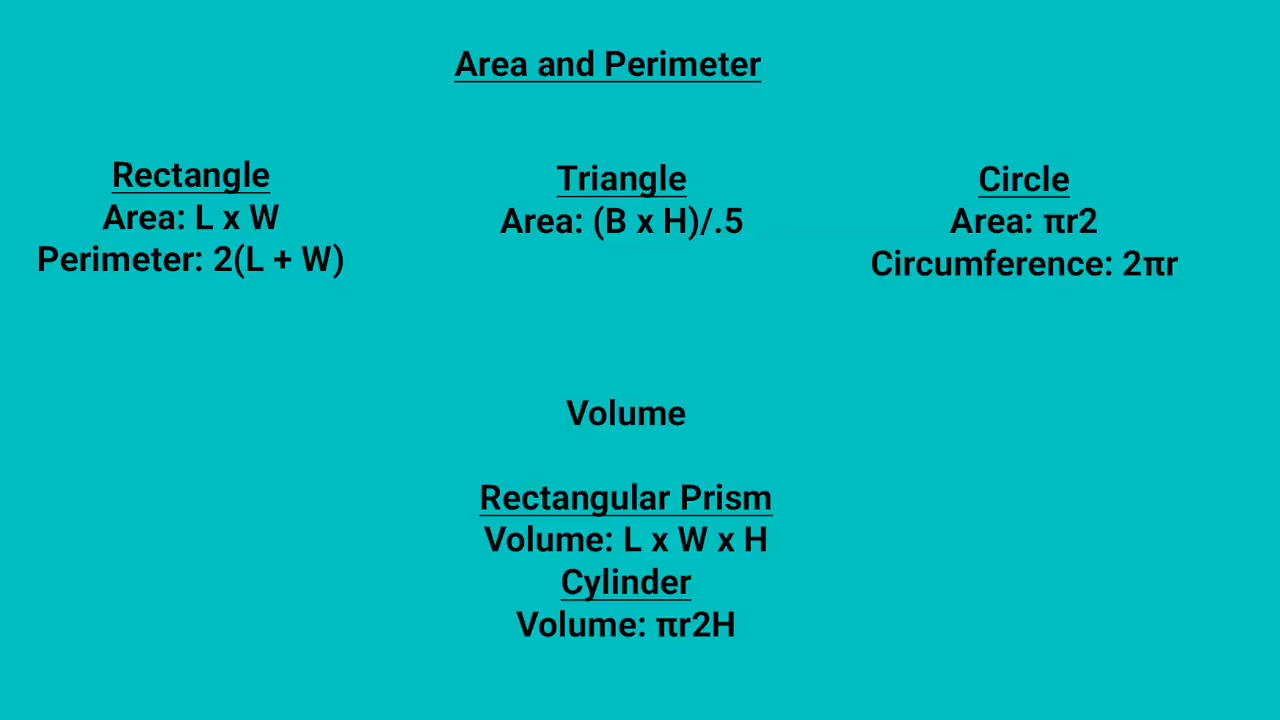 Area and Perimeter
Rectangle
Area: L x W
Perimeter: 2(L + W)
Triangle
Area: (B x H)/.5
Circle
Area: πr2
Circumference: 2πr
Volume
Rectangular Prism
Volume: L x W x H
Cylinder
Volume: πr2H